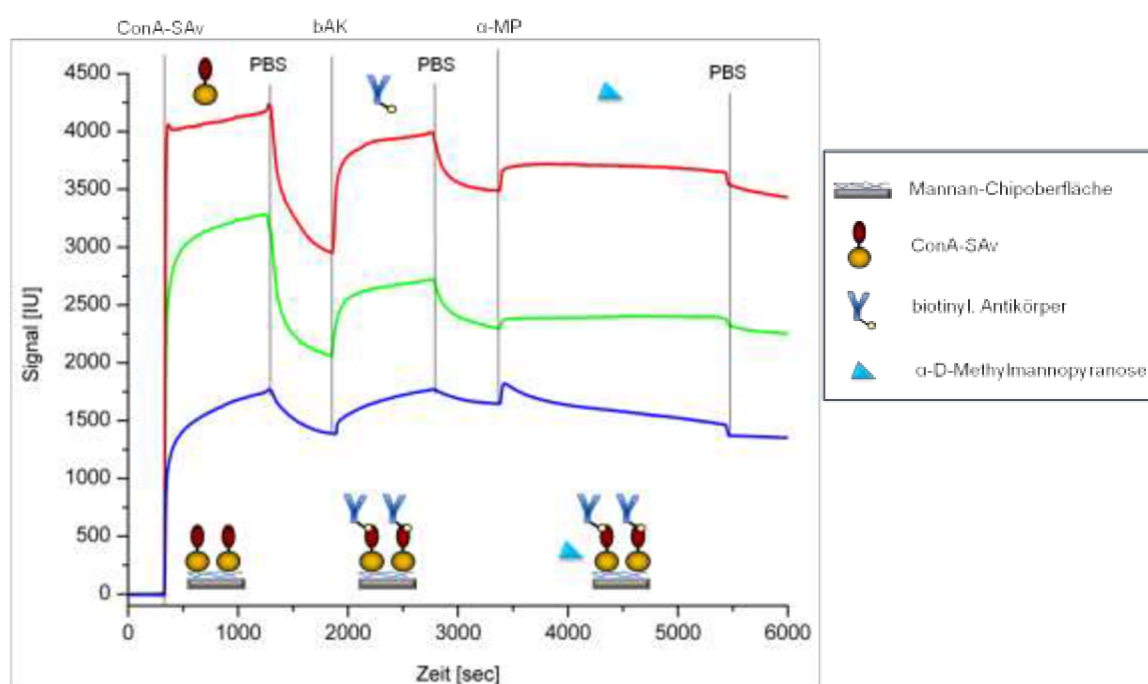 ConA-SAv bAK α-MP
PBS PBS PBS
4500
4000
3500
3000
2500
2000
1500
1000
500
0
Signal [IU]
0 1000 2000 3000 4000 5000 6000
Zeit [sec]
Mannan-Chipoberfläche
ConA-SAv
biotinyl. Antikörper
α-D-Methylmannopyranose